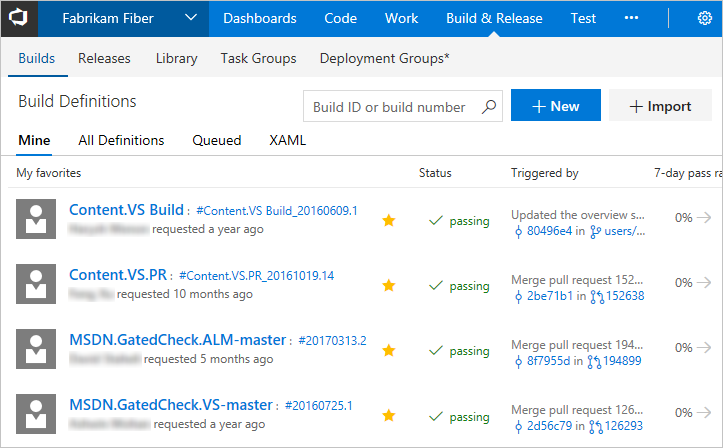 Fabrikam Fiber Dashboards Code Work Build & Release Test ···
Builds Releases Library Task Groups Deployment Groups*
Build Definitions
Build ID or build number
+ New
+ Import
Mine All Definitions Queued XAML
My favorites Status Triggered by 7-day pass ra
Content.VS Build : #Content.VS Build_20160609.1
requested a year ago
passing
Updated the overview s...
80496e4 in users/...
0%
Content.VS.PR : #Content.VS.PR_20161019.14
requested 10 months ago
passing
Merge pull request 152...
2be71b1 in 152638
0%
MSDN.GatedCheck.ALM-master : #20170313.2
requested 5 months ago
passing
Merge pull request 194...
8f7955d in 194899
0%
MSDN.GatedCheck.VS-master : #20160725.1
requested a year ago
passing
Merge pull request 126...
2d56c79 in 126293
0%